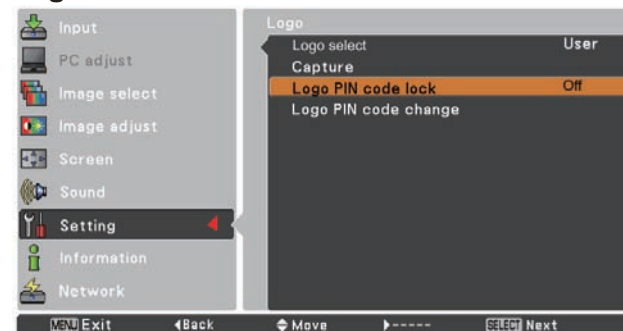 Input
PC adjust
Image select
Image adjust
Screen
Sound
Setting
Information
Network
Logo
Logo select User
Capture
Logo PIN code lock Off
Logo PIN code change
MENU Exit ◀Back Move ▶----- SELECT Next